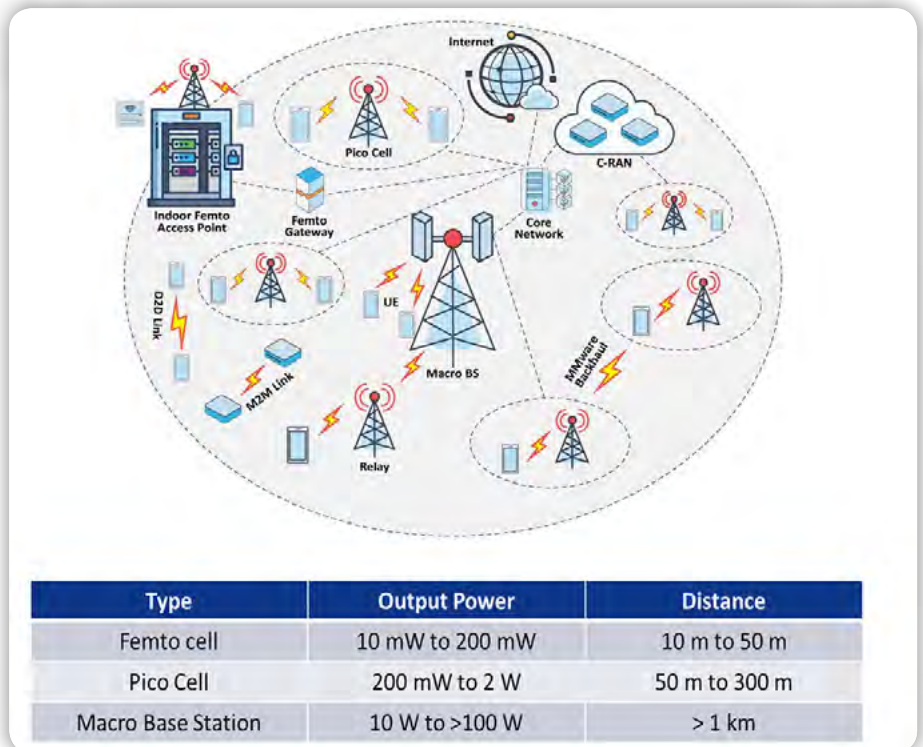 Internet
Pico Cell
C-RAN
Indoor Femto
Access Point
Femto
Gateway
Core
Network
D2D Link
UE
MMware
Backhaul
M2M Link
Macro BS
Relay
Type Output Power Distance
Femto cell 10 mW to 200 mW 10 m to 50 m
Pico Cell 200 mW to 2 W 50 m to 300 m
Macro Base Station 10 W to >100 W > 1 km